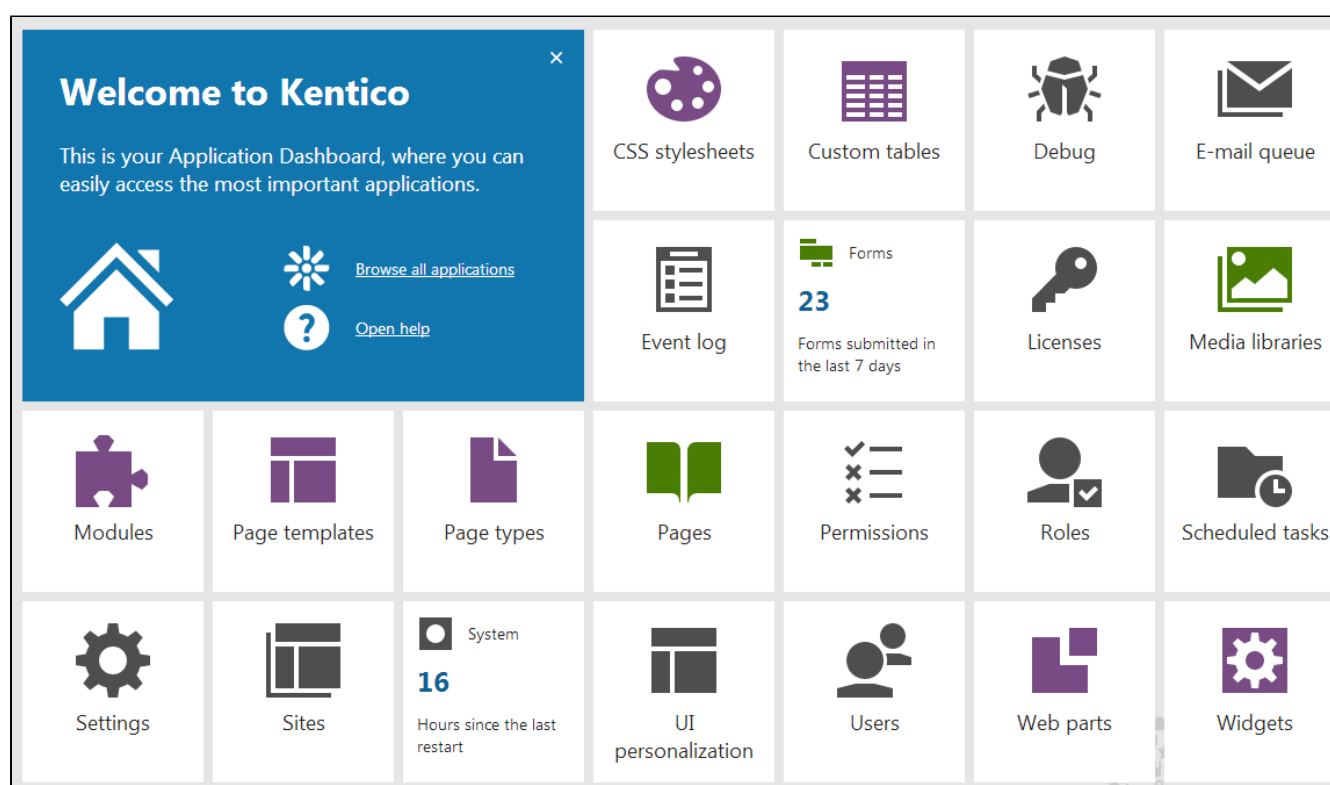 Welcome to Kentico
This is your Application Dashboard, where you can
easily access the most important applications.
Browse all applications
Open help
CSS stylesheets
Custom tables
Debug
E-mail queue
Event log
Forms
23
Forms submitted in
the last 7 days
Licenses
Media libraries
Modules
Page templates
Page types
Pages
Permissions
Roles
Scheduled tasks
Settings
Sites
System
16
Hours since the last
restart
UI
personalization
Users
Web parts
Widgets